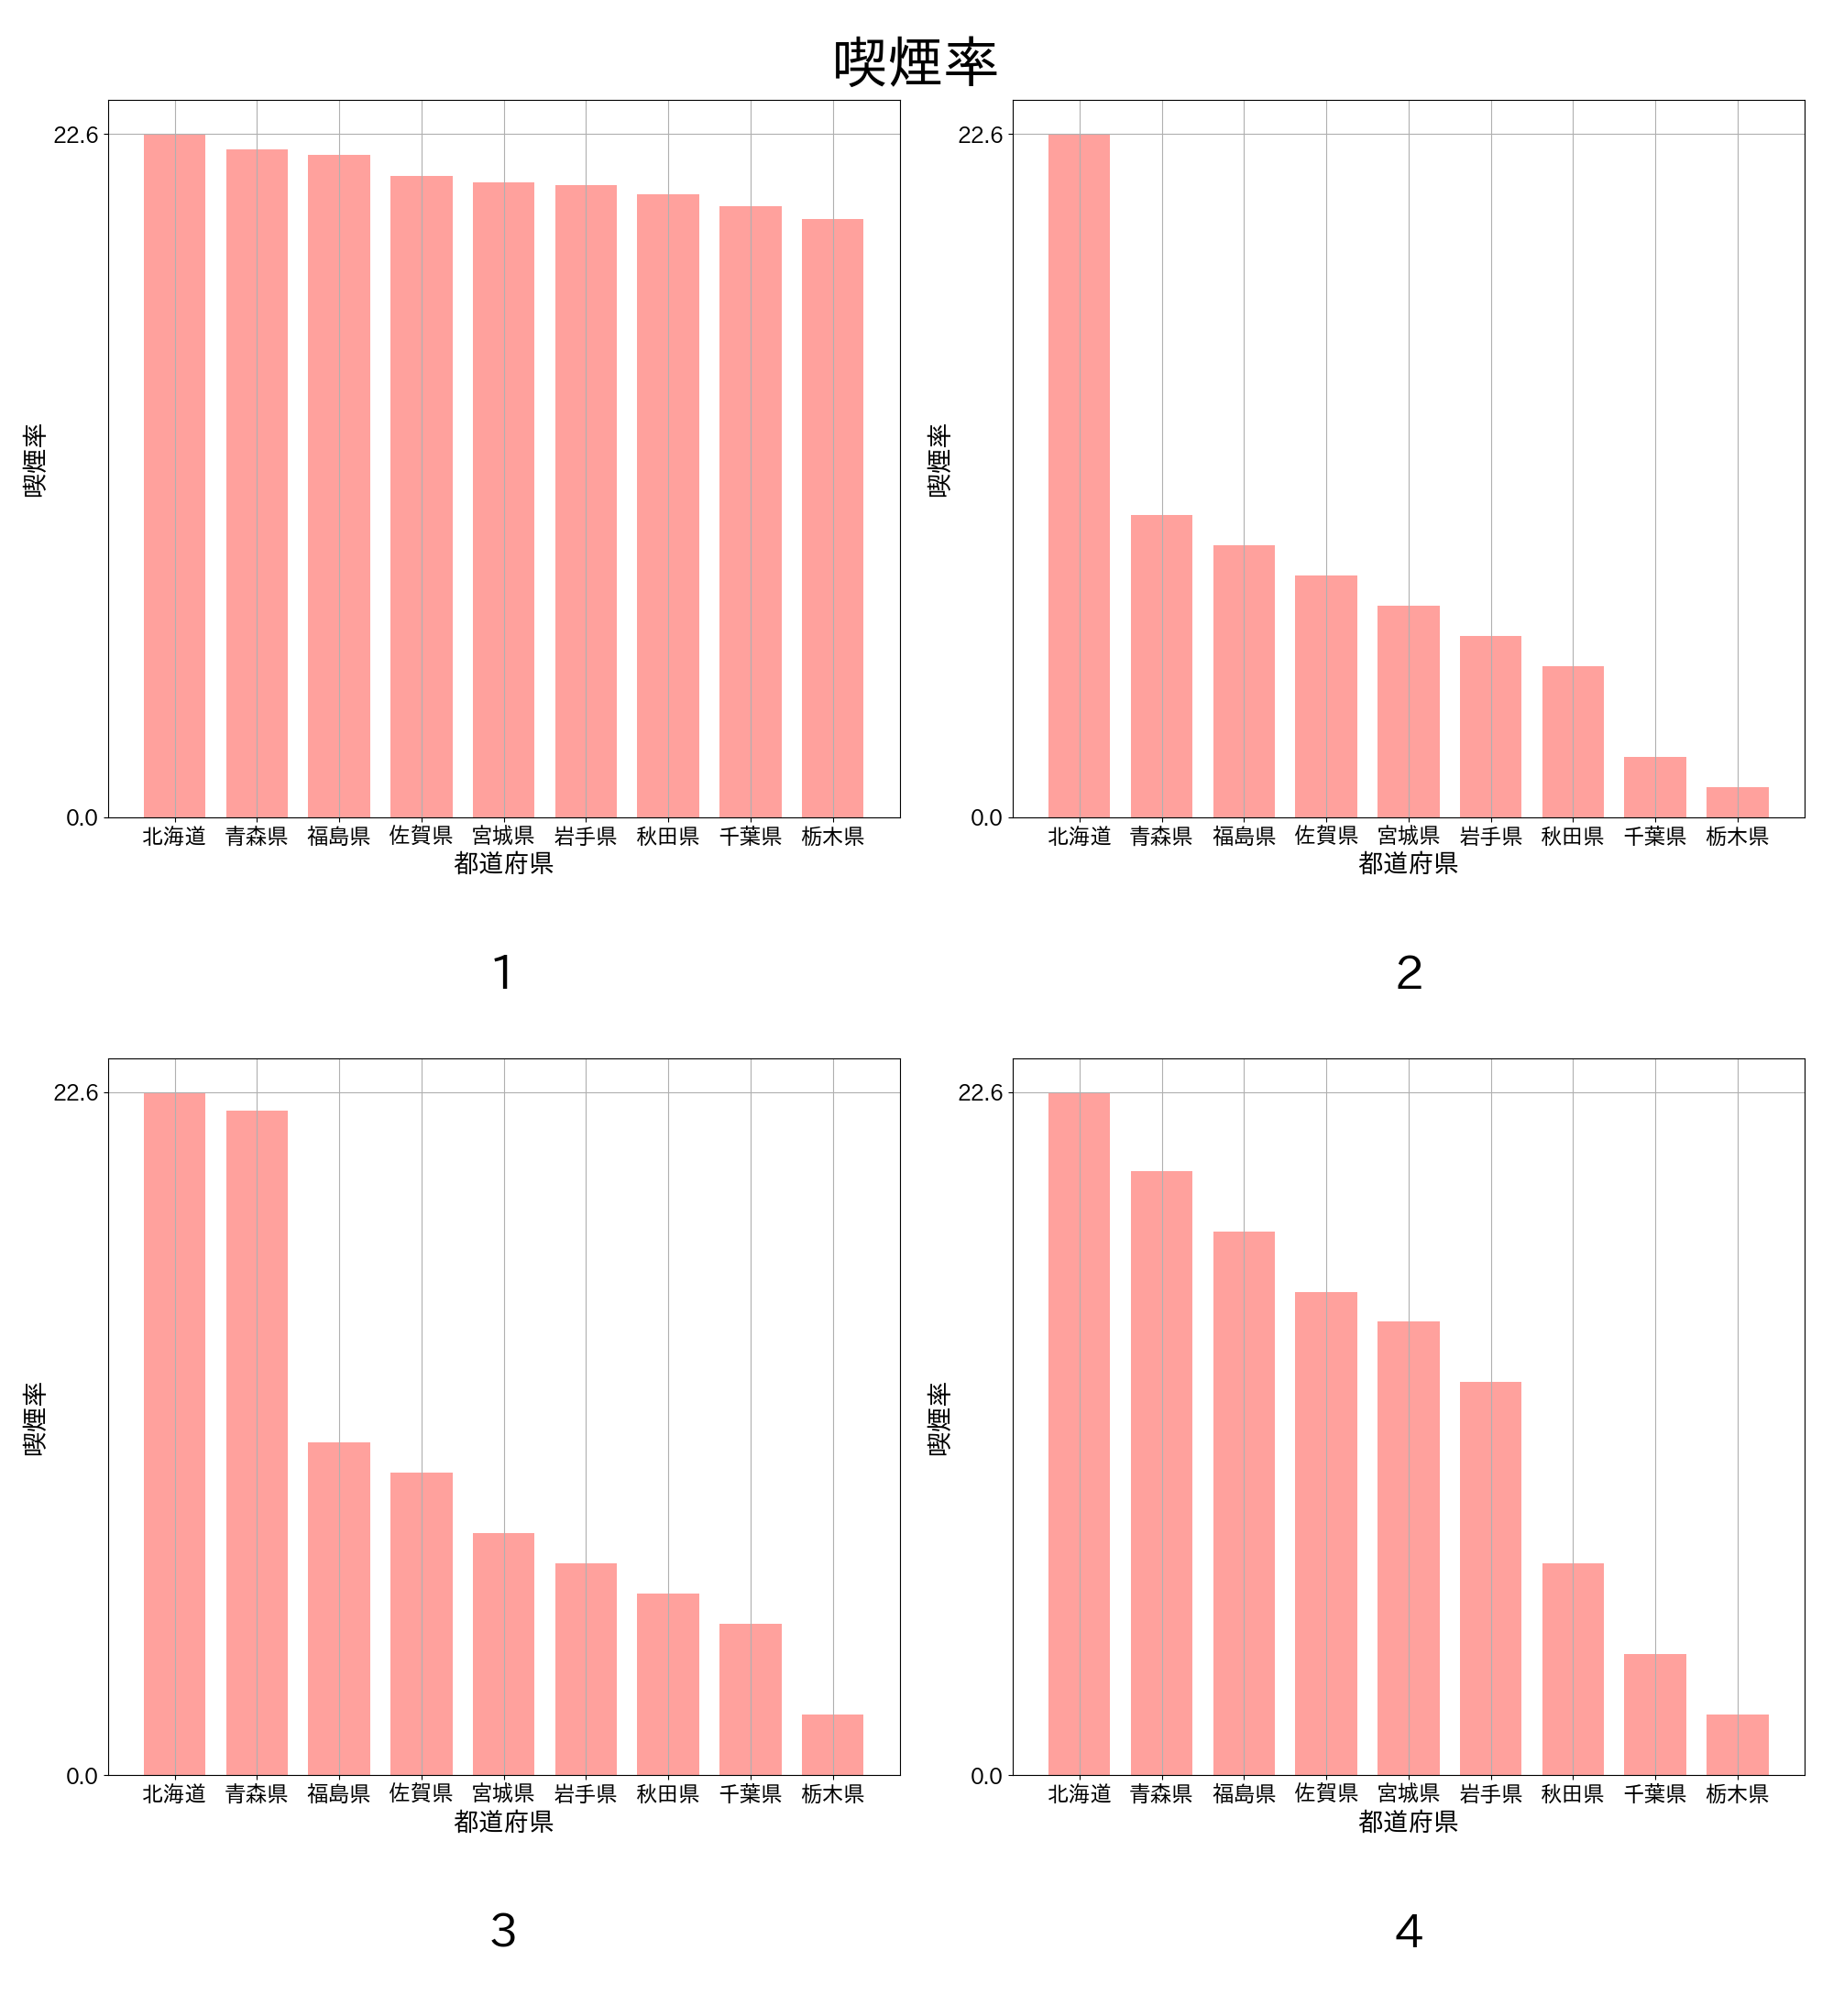 喫煙率
22.6
喫煙率
0.0
北海道 青森県 福島県 佐賀県 宮城県 岩手県 秋田県 千葉県 栃木県
都道府県
1
22.6
喫煙率
0.0
北海道 青森県 福島県 佐賀県 宮城県 岩手県 秋田県 千葉県 栃木県
都道府県
2
22.6
喫煙率
0.0
北海道 青森県 福島県 佐賀県 宮城県 岩手県 秋田県 千葉県 栃木県
都道府県
3
22.6
喫煙率
0.0
北海道 青森県 福島県 佐賀県 宮城県 岩手県 秋田県 千葉県 栃木県
都道府県
4